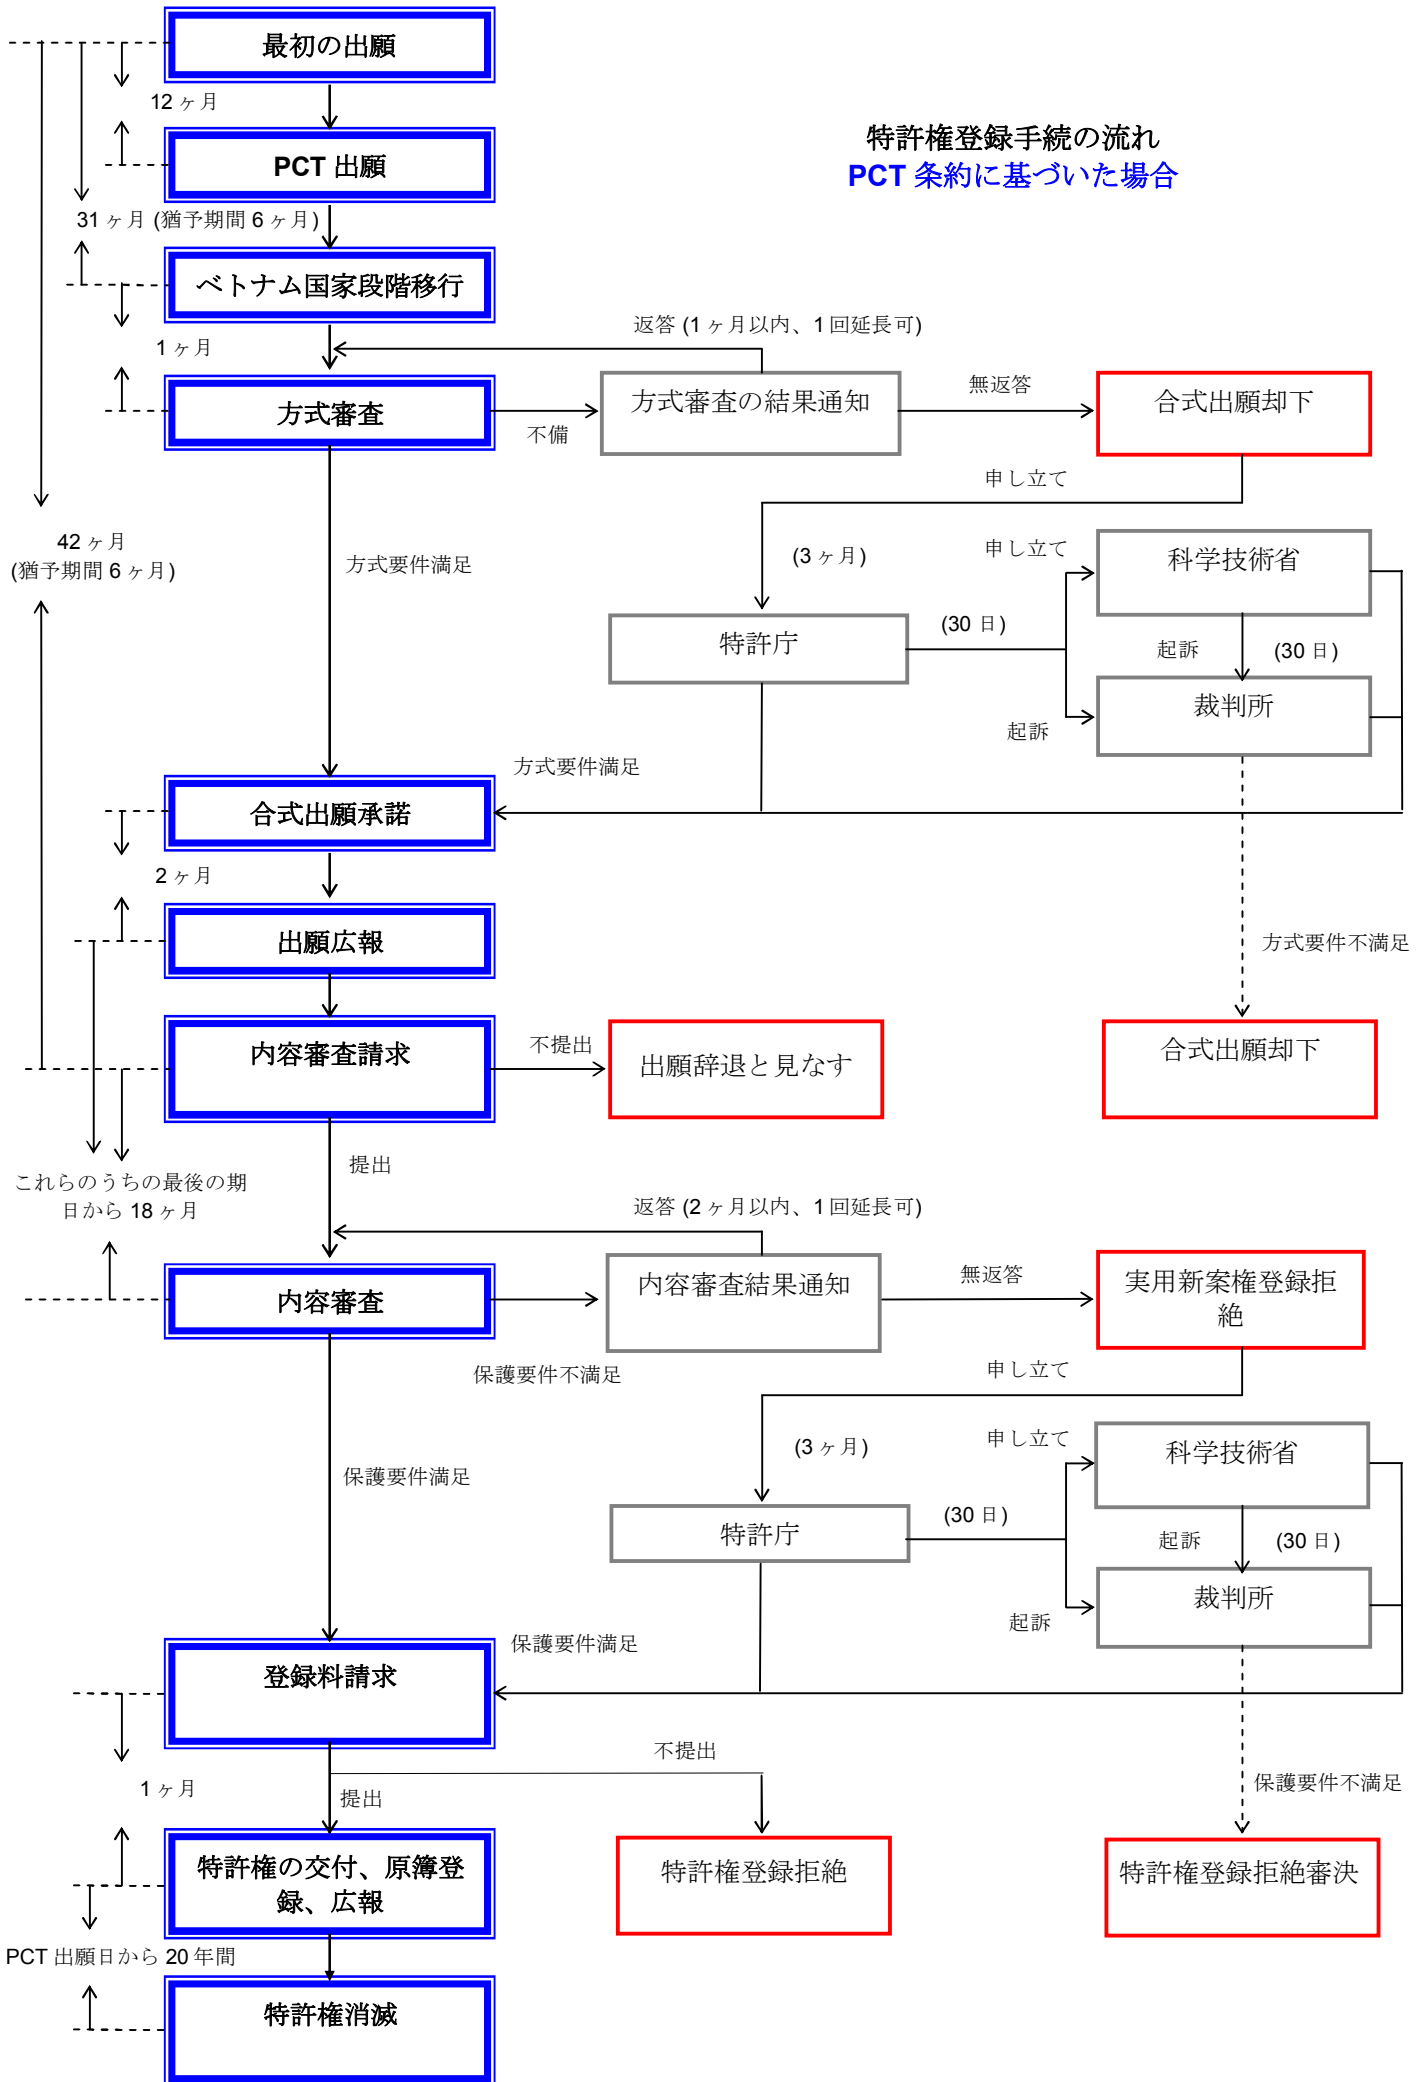 最初の出願
12 ヶ月
特許権登録手続の流れ
PCT 条約に基づいた場合
PCT 出願
31 ヶ月 (猶予期間 6 ヶ月)
ベトナム国家段階移行
返答 (1 ヶ月以内、1 回延長可)
1 ヶ月
方式審査
不備
方式審査の結果通知
無返答
合式出願却下
申し立て
42 ヶ月
(猶予期間 6 ヶ月)
方式要件満足
(3 ヶ月)
申し立て
科学技術省
特許庁
(30 日)
起訴
(30 日)
裁判所
起訴
方式要件満足
合式出願承諾
2 ヶ月
出願広報
方式要件不満足
内容審査請求
不提出
出願辞退と見なす
合式出願却下
提出
これらのうちの最後の期
日から 18 ヶ月
返答 (2 ヶ月以内、1 回延長可)
内容審査
内容審査結果通知
無返答
実用新案権登録拒
絶
保護要件不満足
申し立て
(3 ヶ月)
申し立て
科学技術省
保護要件満足
特許庁
(30 日)
起訴
(30 日)
裁判所
起訴
保護要件満足
登録料請求
不提出
1 ヶ月
提出
保護要件不満足
特許権の交付、原簿登
録、広報
特許権登録拒絶
特許権登録拒絶審決
PCT 出願日から 20 年間
特許権消滅